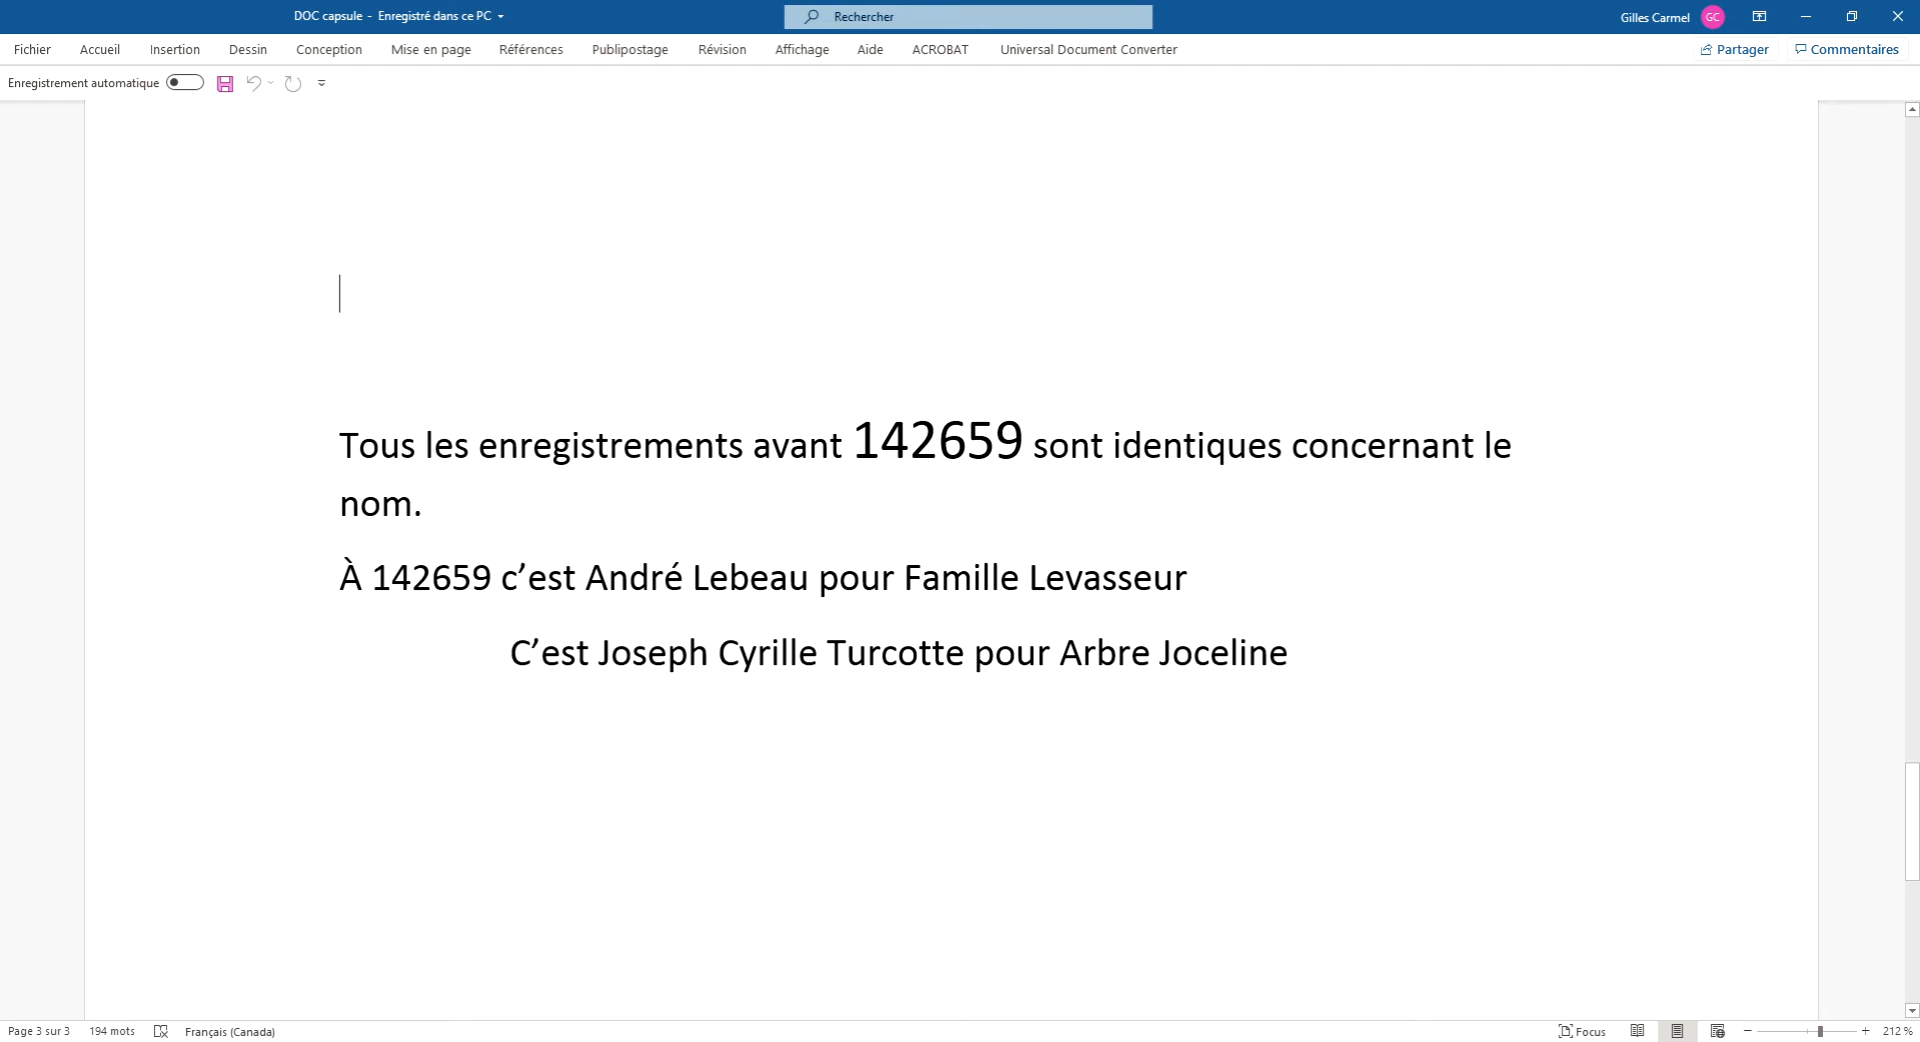 DOC capsule - Enregistré dans ce PC
Rechercher
Gilles Carmel GC
Fichier Accueil Insertion Dessin Conception Mise en page Références Publipostage Révision Affichage Aide ACROBAT Universal Document Converter Partager Commentaires
Enregistrement automatique
Tous les enregistrements avant 142659 sont identiques concernant le
nom.
À 142659 c’est André Lebeau pour Famille Levasseur
C’est Joseph Cyrille Turcotte pour Arbre Joceline
Page 3 sur 3 194 mots Français (Canada) Focus 212 %